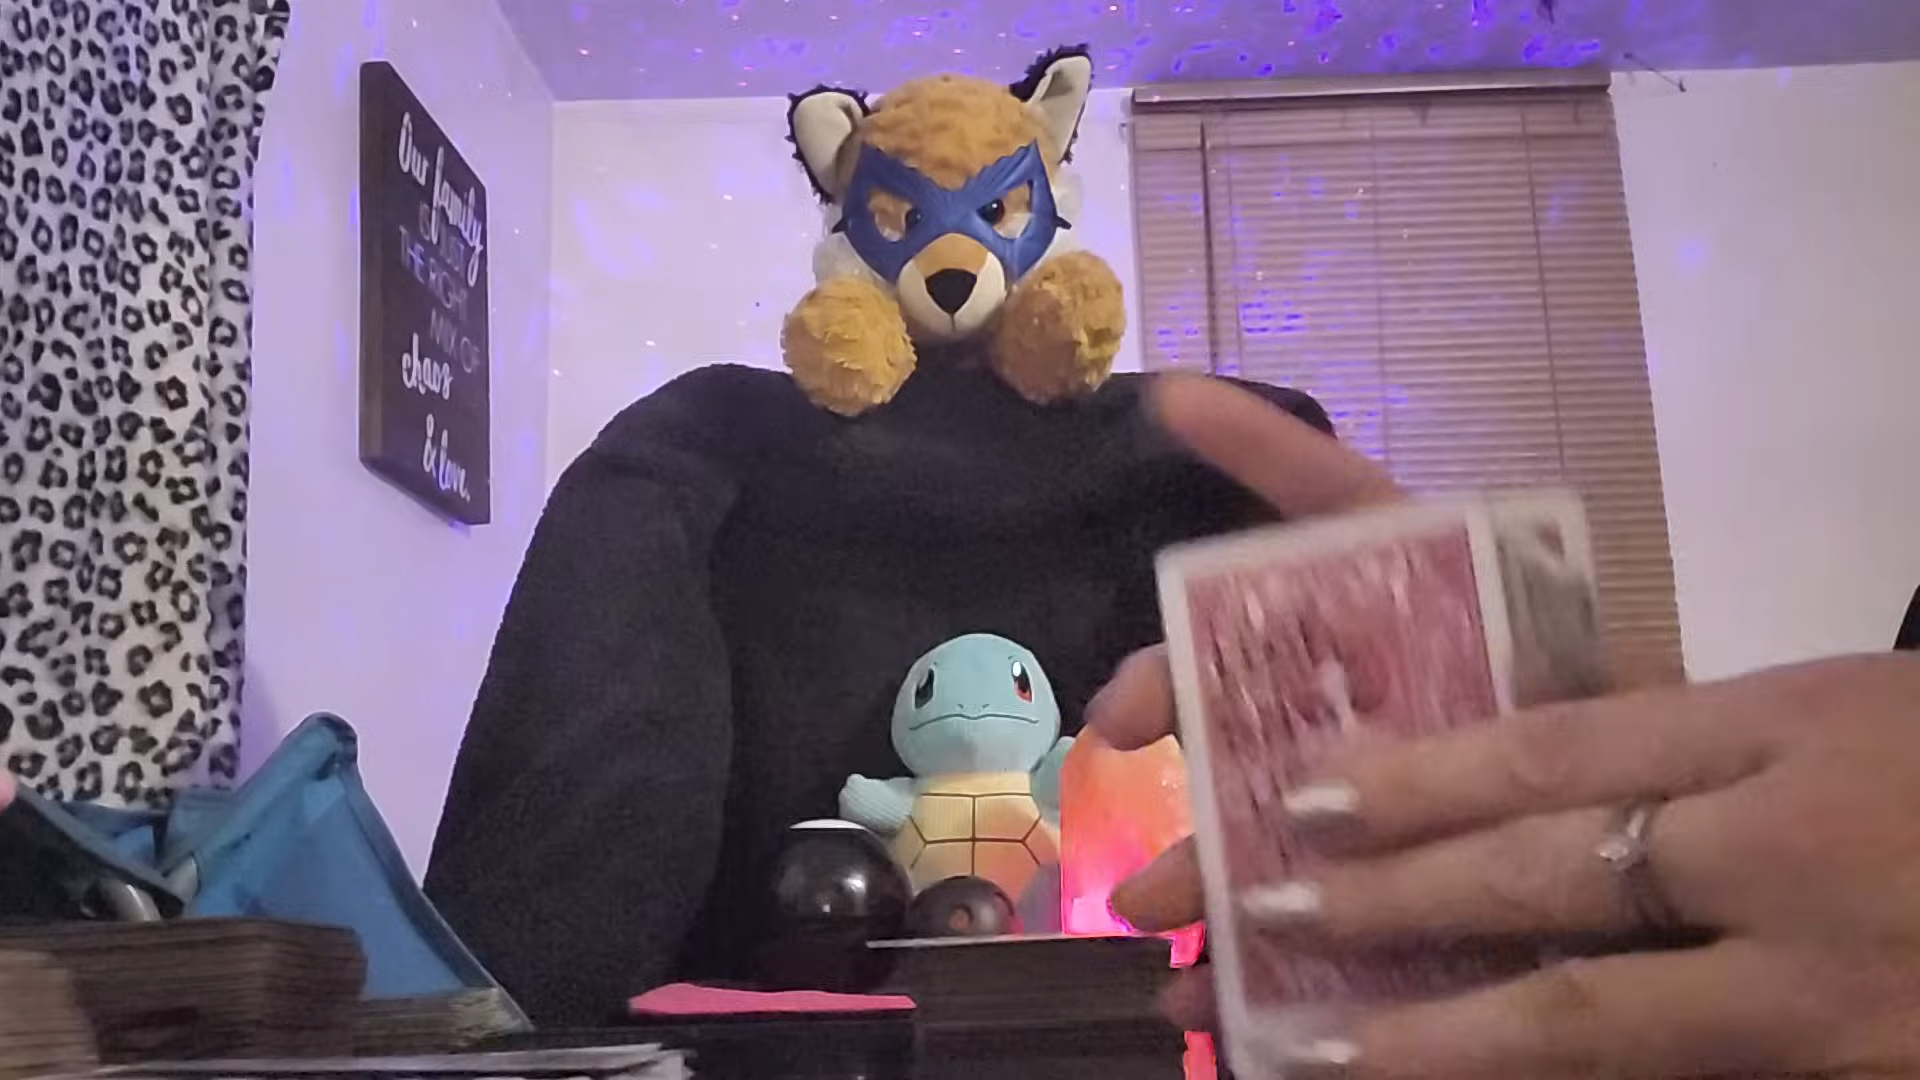 Our family
IS JUST
THE RIGHT
MIX OF
chaos
& love.